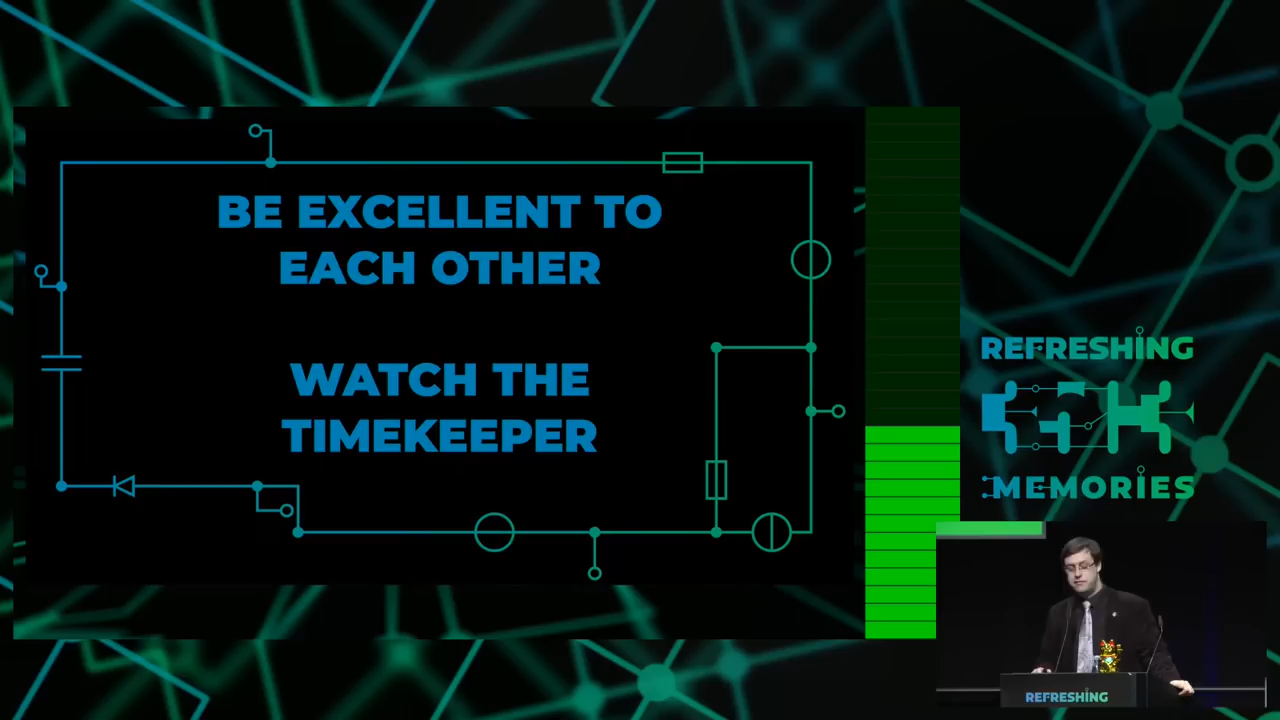 BE EXCELLENT TO
EACH OTHER
WATCH THE
TIMEKEEPER
REFRESHING
MEMORIES
REFRESHING